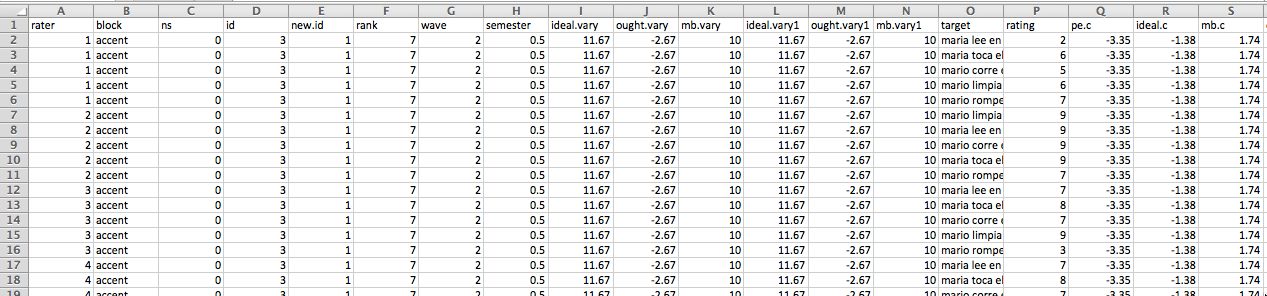 A B C D E F G H I J K L M N O P Q R S
1 rater block ns id new.id rank wave semester ideal.vary ought.vary mb.vary ideal.vary1 ought.vary1 mb.vary1 target rating pe.c ideal.c mb.c
2 1 accent 0 3 1 7 2 0.5 11.67 -2.67 10 11.67 -2.67 10 maria lee en 2 -3.35 -1.38 1.74
3 1 accent 0 3 1 7 2 0.5 11.67 -2.67 10 11.67 -2.67 10 maria toca el 6 -3.35 -1.38 1.74
4 1 accent 0 3 1 7 2 0.5 11.67 -2.67 10 11.67 -2.67 10 mario corre 5 -3.35 -1.38 1.74
5 1 accent 0 3 1 7 2 0.5 11.67 -2.67 10 11.67 -2.67 10 mario limpia 6 -3.35 -1.38 1.74
6 1 accent 0 3 1 7 2 0.5 11.67 -2.67 10 11.67 -2.67 10 mario rompe 7 -3.35 -1.38 1.74
7 2 accent 0 3 1 7 2 0.5 11.67 -2.67 10 11.67 -2.67 10 mario limpia 9 -3.35 -1.38 1.74
8 2 accent 0 3 1 7 2 0.5 11.67 -2.67 10 11.67 -2.67 10 maria lee en 9 -3.35 -1.38 1.74
9 2 accent 0 3 1 7 2 0.5 11.67 -2.67 10 11.67 -2.67 10 mario corre 9 -3.35 -1.38 1.74
10 2 accent 0 3 1 7 2 0.5 11.67 -2.67 10 11.67 -2.67 10 maria toca el 9 -3.35 -1.38 1.74
11 2 accent 0 3 1 7 2 0.5 11.67 -2.67 10 11.67 -2.67 10 mario rompe 7 -3.35 -1.38 1.74
12 3 accent 0 3 1 7 2 0.5 11.67 -2.67 10 11.67 -2.67 10 maria lee en 7 -3.35 -1.38 1.74
13 3 accent 0 3 1 7 2 0.5 11.67 -2.67 10 11.67 -2.67 10 maria toca el 8 -3.35 -1.38 1.74
14 3 accent 0 3 1 7 2 0.5 11.67 -2.67 10 11.67 -2.67 10 mario corre 7 -3.35 -1.38 1.74
15 3 accent 0 3 1 7 2 0.5 11.67 -2.67 10 11.67 -2.67 10 mario limpia 9 -3.35 -1.38 1.74
16 3 accent 0 3 1 7 2 0.5 11.67 -2.67 10 11.67 -2.67 10 mario rompe 3 -3.35 -1.38 1.74
17 4 accent 0 3 1 7 2 0.5 11.67 -2.67 10 11.67 -2.67 10 maria lee en 7 -3.35 -1.38 1.74
18 4 accent 0 3 1 7 2 0.5 11.67 -2.67 10 11.67 -2.67 10 maria toca el 8 -3.35 -1.38 1.74
19 4 accent 0 3 1 7 2 0.5 11.67 -2.67 10 11.67 -2.67 10 mario corre 7 -3.35 -1.38 1.74